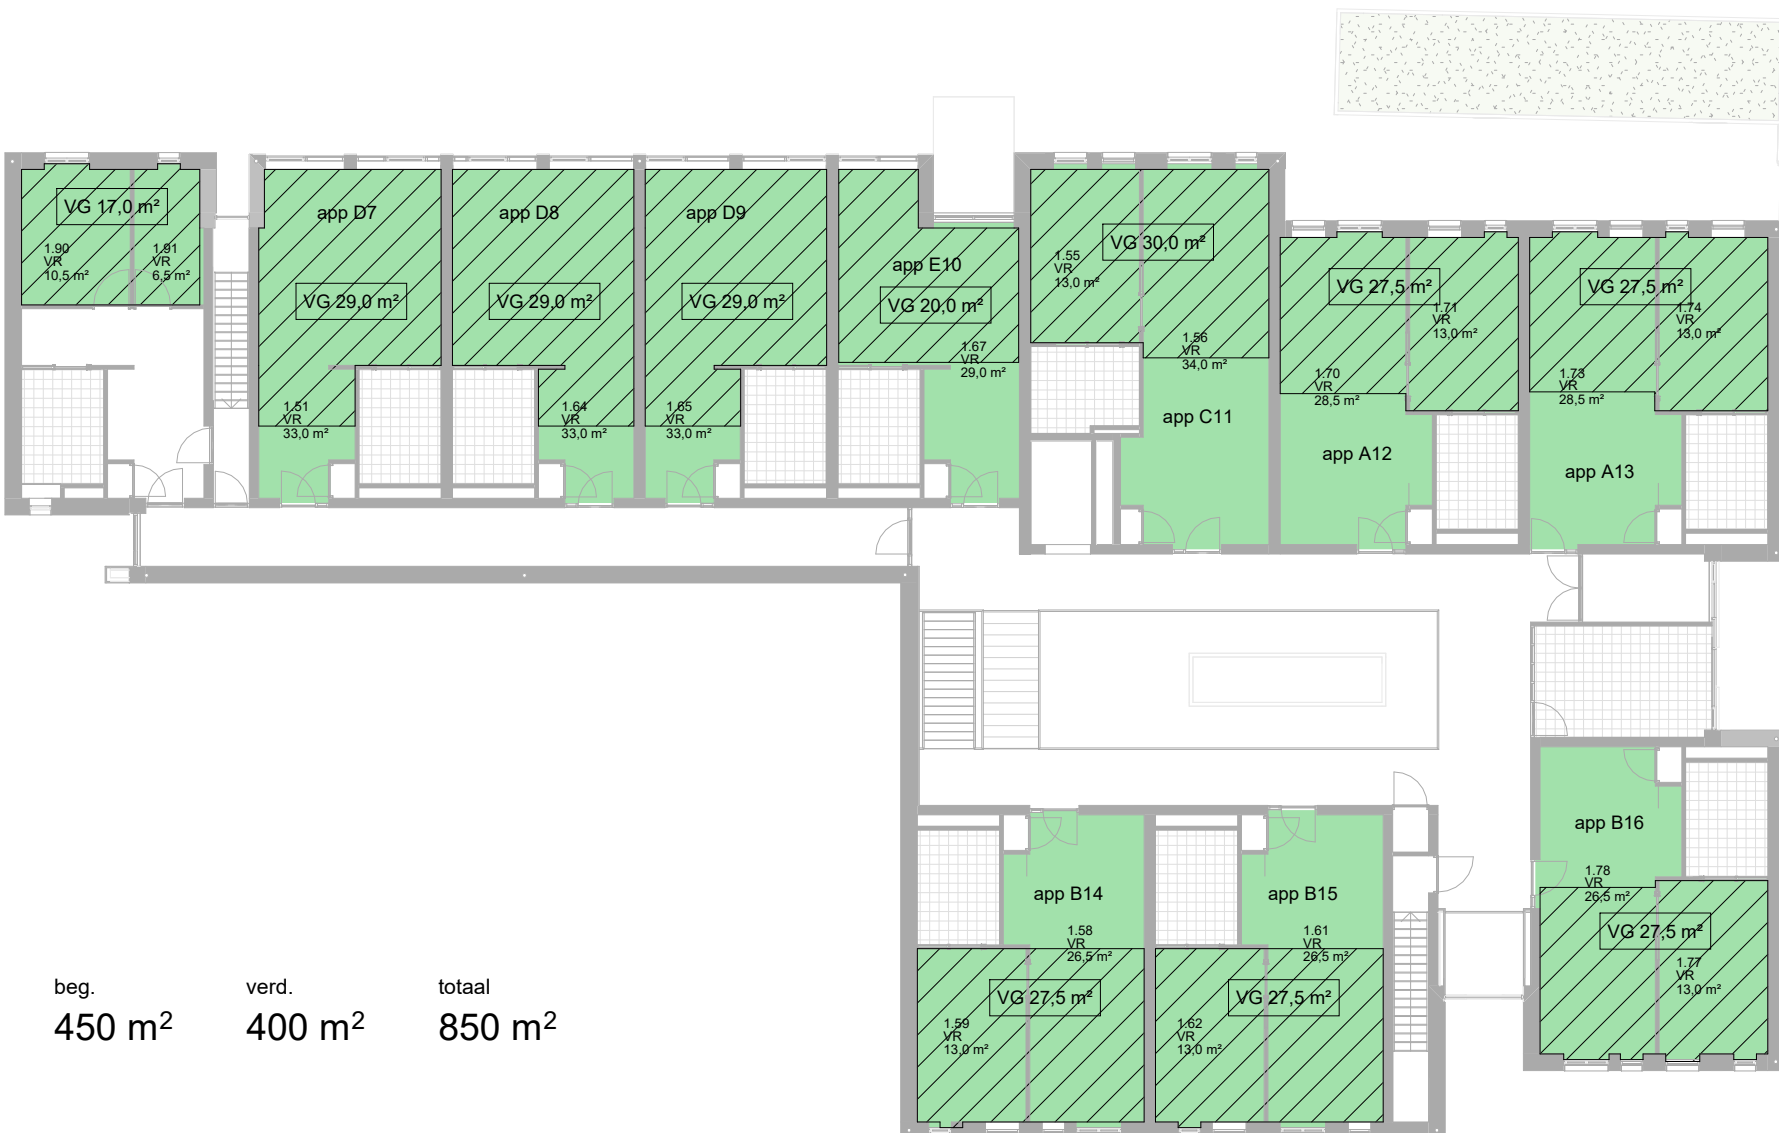 VG 17,0 m²
1.90
VR
10,5 m²
1.91
VR
6,5 m²
app D7
VG 29,0 m²
1.51
VR
33,0 m²
app D8
VG 29,0 m²
1.64
VR
33,0 m²
app D9
VG 29,0 m²
1.65
VR
33,0 m²
app E10
VG 20,0 m²
1.67
VR
29,0 m²
VG 30,0 m²
1.55
VR
13,0 m²
1.56
VR
34,0 m²
app C11
VG 27,5 m²
1.71
VR
13,0 m²
1.70
VR
28,5 m²
app A12
VG 27,5 m²
1.74
VR
13,0 m²
1.73
VR
28,5 m²
app A13
app B14
1.58
VR
26,5 m²
VG 27,5 m²
1.59
VR
13,0 m²
app B15
1.61
VR
26,5 m²
VG 27,5 m²
1.62
VR
13,0 m²
app B16
1.78
VR
26,5 m²
VG 27,5 m²
1.77
VR
13,0 m²
beg.
450 m²
verd.
400 m²
totaal
850 m²